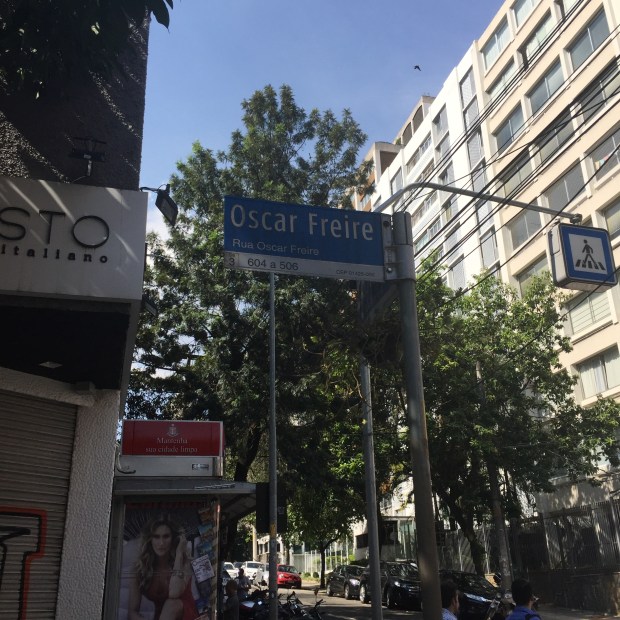 STO
italiano
Oscar Freire
Rua Oscar Freire
604 a 506
Mantenha
sua cidade limpa